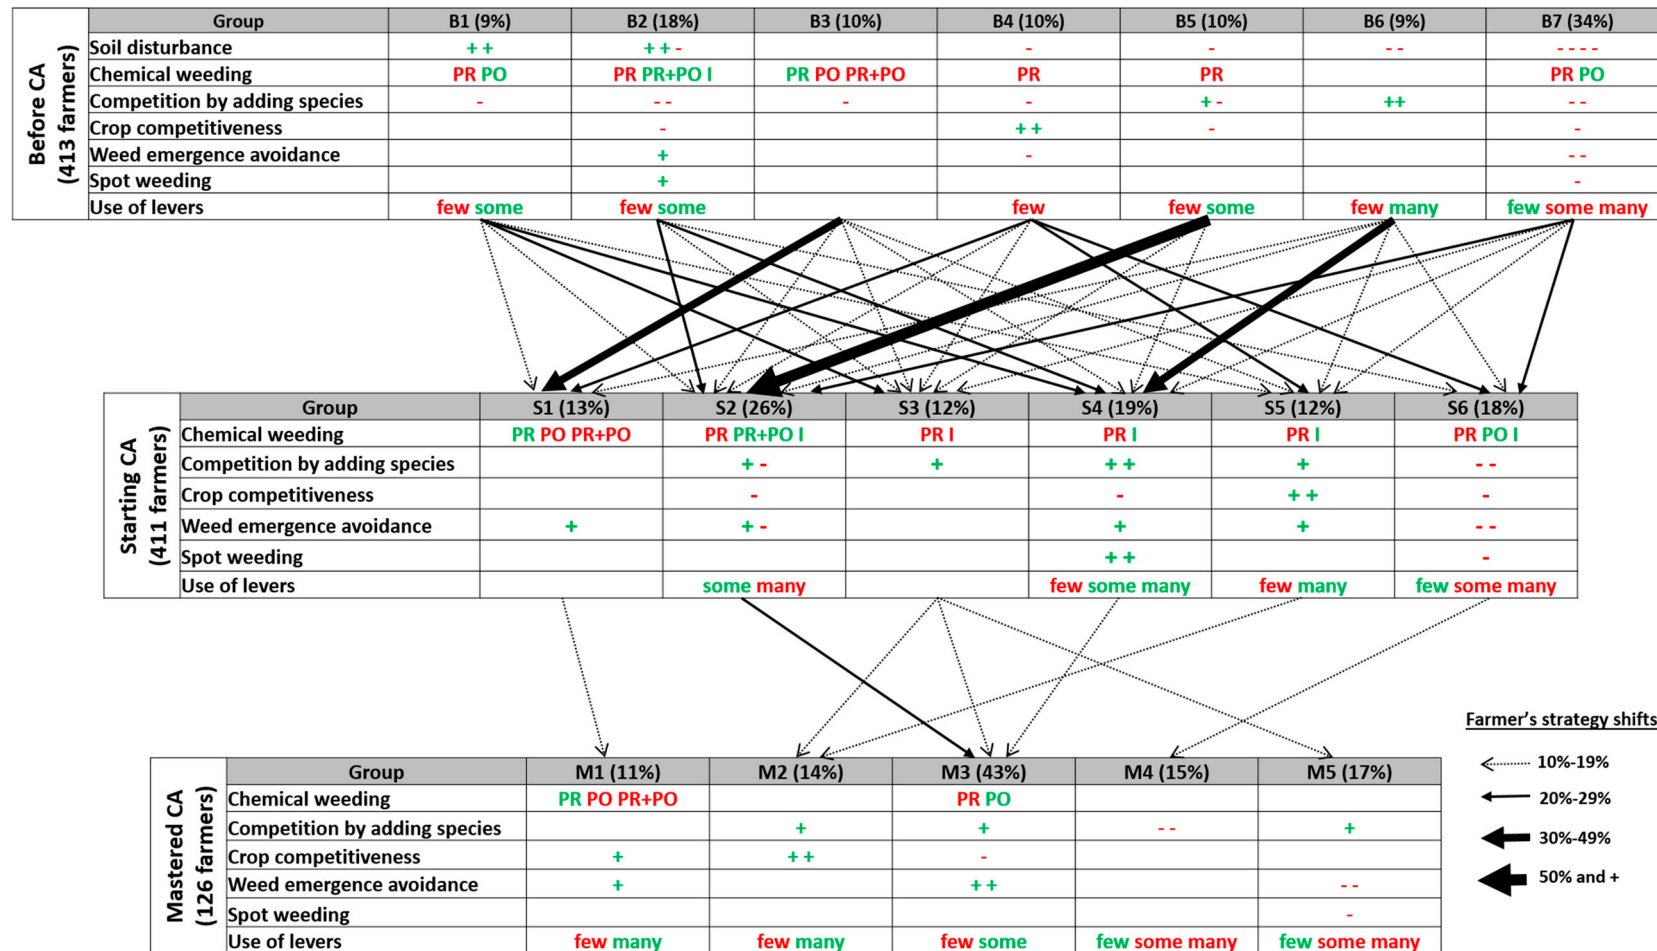 Before CA
(413 farmers)
Group B1 (9%) B2 (18%) B3 (10%) B4 (10%) B5 (10%) B6 (9%) B7 (34%)
Soil disturbance ++ ++- - - -- ----
Chemical weeding PR PO PR PR+PO I PR PO PR+PO PR PR PR PO
Competition by adding species - -- - - +- ++ --
Crop competitiveness - ++ - -
Weed emergence avoidance + - --
Spot weeding + -
Use of levers few some few some few few some few many few some many
Starting CA
(411 farmers)
Group S1 (13%) S2 (26%) S3 (12%) S4 (19%) S5 (12%) S6 (18%)
Chemical weeding PR PO PR+PO PR PR+PO I PR I PR I PR I PR PO I
Competition by adding species + - + ++ + --
Crop competitiveness - - ++ -
Weed emergence avoidance + + - + + --
Spot weeding ++ -
Use of levers some many few some many few many few some many
Farmer's strategy shifts
10%-19%
20%-29%
30%-49%
50% and +
Mastered CA
(126 farmers)
Group M1 (11%) M2 (14%) M3 (43%) M4 (15%) M5 (17%)
Chemical weeding PR PO PR+PO PR PO
Competition by adding species + + -- +
Crop competitiveness + ++ -
Weed emergence avoidance + ++ --
Spot weeding -
Use of levers few many few many few some few some many few some many